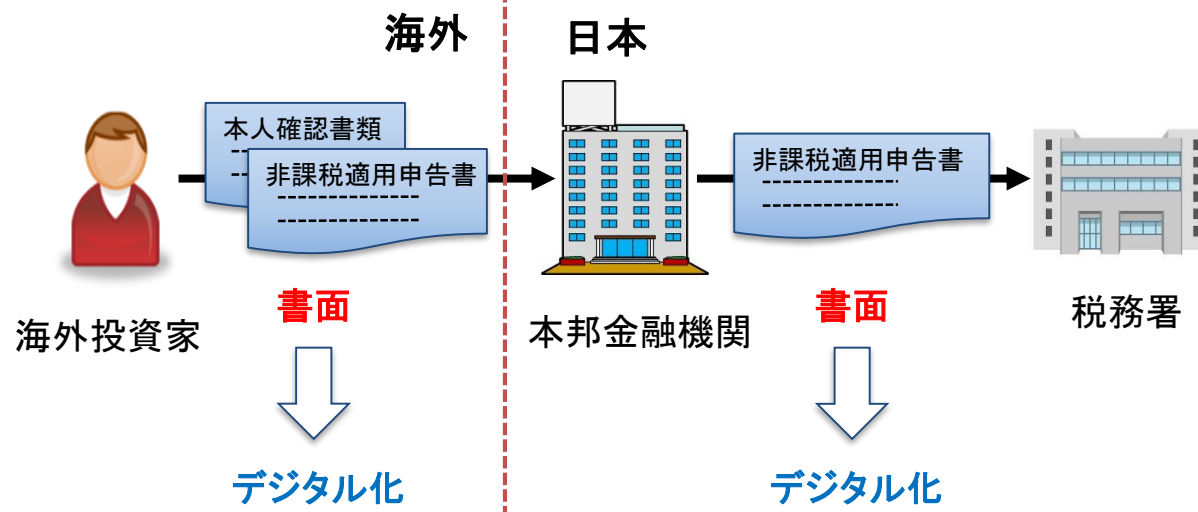 海外
日本
本人確認書類
非課税適用申告書
非課税適用申告書
書面
書面
海外投資家
本邦金融機関
税務署
デジタル化
デジタル化